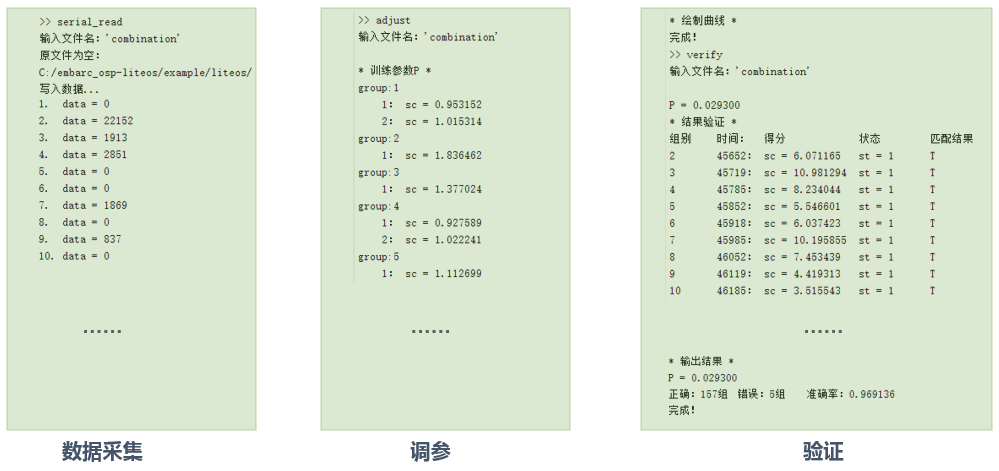 >> serial_read
输入文件名：'combination'
原文件为空：
C:/embarc_osp-liteos/example/liteos/
写入数据...
1. data = 0
2. data = 22152
3. data = 1913
4. data = 2851
5. data = 0
6. data = 0
7. data = 1869
8. data = 0
9. data = 837
10. data = 0
......
数据采集
>> adjust
输入文件名：'combination'
* 训练参数P *
group:1
1: sc = 0.953152
2: sc = 1.015314
group:2
1: sc = 1.836462
group:3
1: sc = 1.377024
group:4
1: sc = 0.927589
2: sc = 1.022241
group:5
1: sc = 1.112699
......
调参
* 绘制曲线 *
完成！
>> verify
输入文件名：'combination'
P = 0.029300
* 结果验证 *
组别 时间： 得分 状态 匹配结果
2 45652: sc = 6.071165 st = 1 T
3 45719: sc = 10.981294 st = 1 T
4 45785: sc = 8.234044 st = 1 T
5 45852: sc = 5.546601 st = 1 T
6 45918: sc = 6.037423 st = 1 T
7 45985: sc = 10.195855 st = 1 T
8 46052: sc = 7.453439 st = 1 T
9 46119: sc = 4.419313 st = 1 T
10 46185: sc = 3.515543 st = 1 T
......
* 输出结果 *
P = 0.029300
正确：157组 错误：5组 准确率：0.969136
完成！
验证